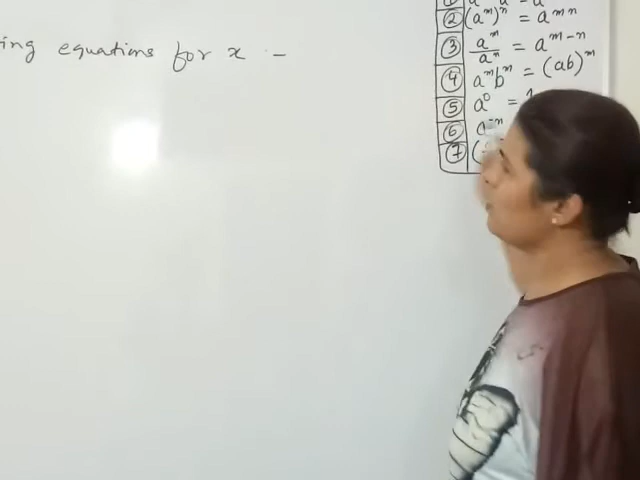 ing equations for x :-
①
② (a^m)^n = a^mn
③ a^m/a^n = a^m-n
④ a^m b^n = (ab)^m
⑤ a^0 =
⑥ a^-n
⑦ (